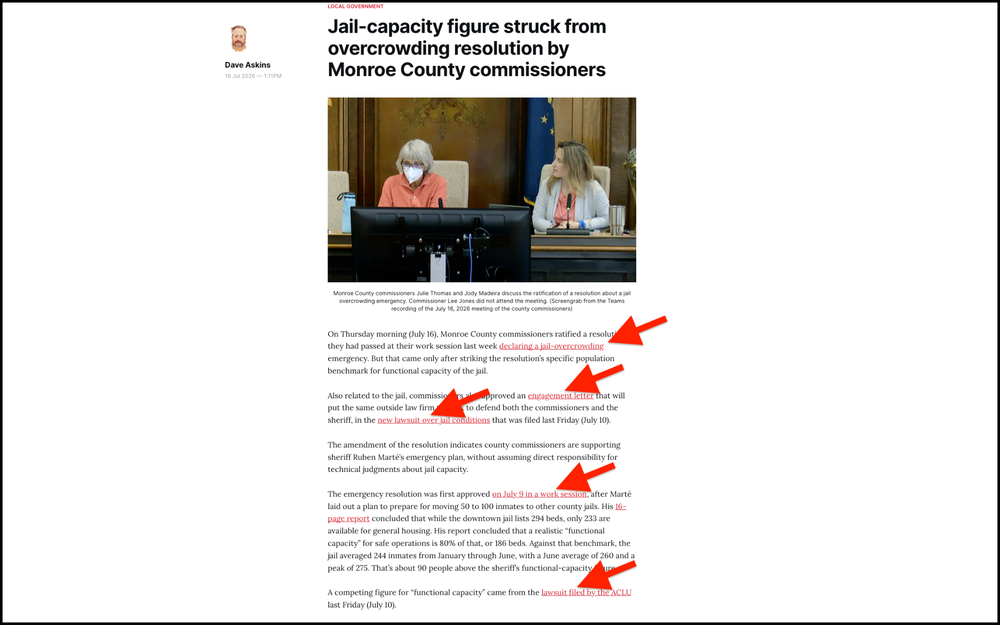 LOCAL GOVERNMENT
Jail-capacity figure struck from
overcrowding resolution by
Monroe County commissioners
Dave Askins
16 Jul 2026 — 1:11PM
Monroe County commissioners Julie Thomas and Jody Madeira discuss the ratification of a resolution about a jail
overcrowding emergency. Commissioner Lee Jones did not attend the meeting. (Screengrab from the Teams
recording of the July 16, 2026 meeting of the county commissioners)
On Thursday morning (July 16), Monroe County commissioners ratified a
they had passed at their work session last week declaring a jail-overcrowding
emergency. But that came only after striking the resolution’s specific population
benchmark for functional capacity of the jail.
Also related to the jail, approved an engagement letter that will
put the same outside law firm to defend both the commissioners and the
sheriff, in the new lawsuit over jail conditions that was filed last Friday (July 10).
The amendment of the resolution indicates county commissioners are supporting
sheriff Ruben Marté’s emergency plan, without assuming direct responsibility for
technical judgments about jail capacity.
The emergency resolution was first approved on July 9 in a work session, after Marté
laid out a plan to prepare for moving 50 to 100 inmates to other county jails. His 16-
page report concluded that while the downtown jail lists 294 beds, only 233 are
available for general housing. His report concluded that a realistic “functional
capacity” for safe operations is 80% of that, or 186 beds. Against that benchmark, the
jail averaged 244 inmates from January through June, with a June average of 260 and a
peak of 275. That’s about 90 people above the sheriff’s functional-capacity
A competing figure for “functional capacity” came from the lawsuit filed by the ACLU
last Friday (July 10).